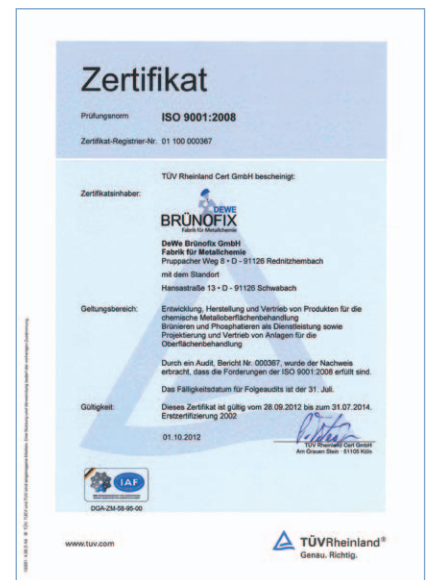 Zertifikat
Prüfungsnorm ISO 9001:2008
Zertifikat-Registrier-Nr. 01 100 000367
TÜV Rheinland Cert GmbH bescheinigt:
Zertifikatsinhaber:
DEWE
BRÜNOFIX
Fabrik für Metallchemie
DeWe Brünofix GmbH
Fabrik für Metallchemie
Pruppacher Weg 8 • D - 91126 Rednitzhembach
mit dem Standort
Hansastraße 13 • D - 91126 Schwabach
Geltungsbereich: Entwicklung, Herstellung und Vertrieb von Produkten für die
chemische Metalloberflächenbehandlung
Brünieren und Phosphatieren als Dienstleistung sowie
Projektierung und Vertrieb von Anlagen für die
Oberflächenbehandlung
Durch ein Audit, Bericht Nr. 000367, wurde der Nachweis
erbracht, dass die Forderungen der ISO 9001:2008 erfüllt sind.
Das Fälligkeitsdatum für Folgeaudits ist der 31. Juli.
Gültigkeit: Dieses Zertifikat ist gültig vom 28.09.2012 bis zum 31.07.2014.
Erstzertifizierung 2002
01.10.2012
TÜV Rheinland Cert GmbH
Am Grauen Stein · 51105 Köln
IAF
DGA-ZM-58-95-00
www.tuv.com
TÜVRheinland®
Genau. Richtig.